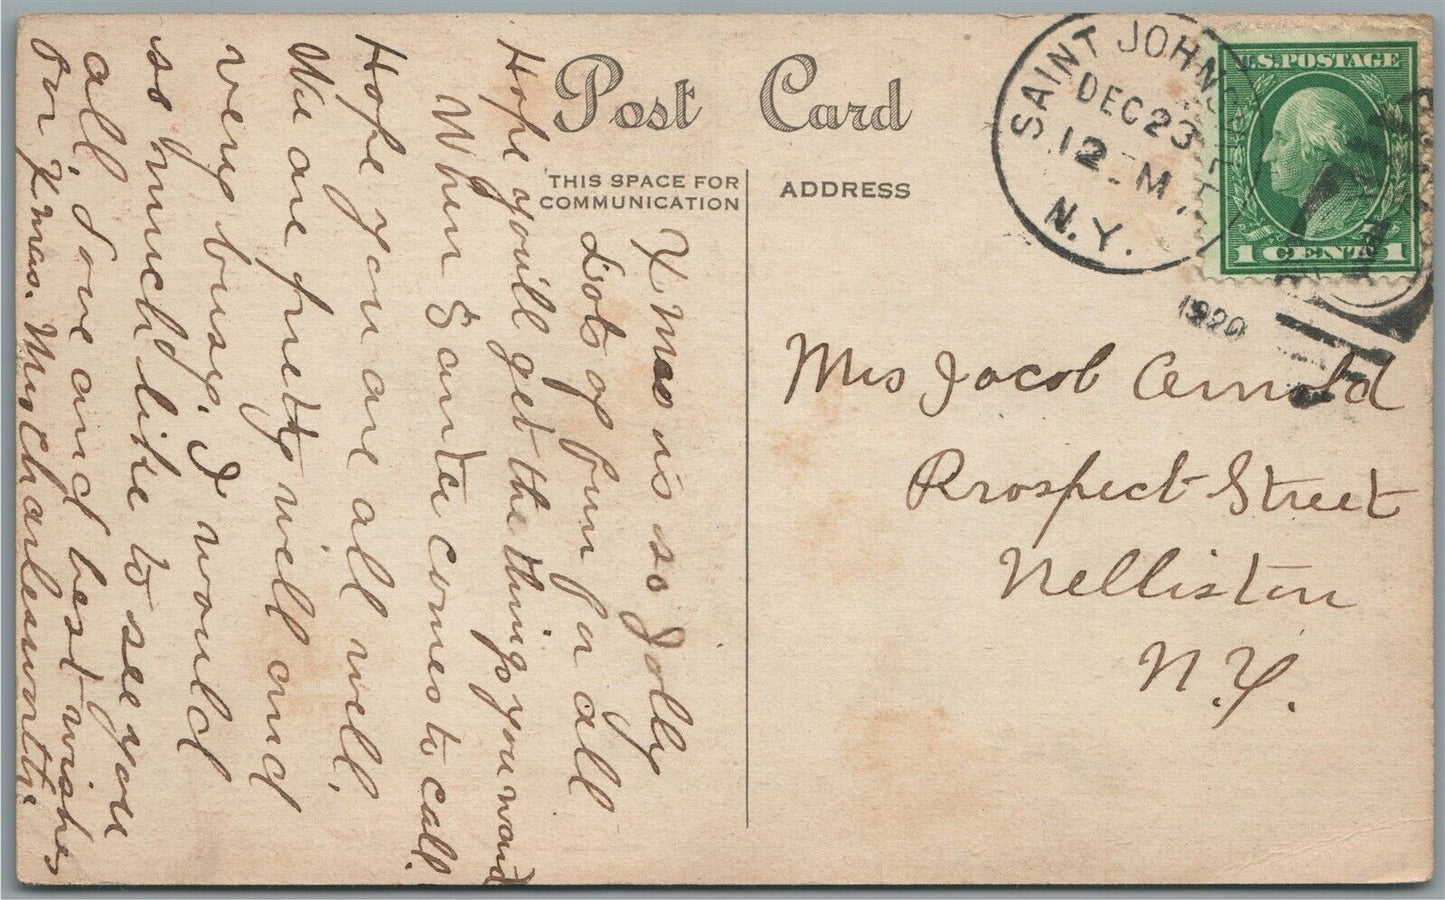 Post Card
THIS SPACE FOR
COMMUNICATION
ADDRESS
SAINT JOHNSVILLE
DEC 23
12 M
N.Y.
1920
U.S. POSTAGE
1 CENT 1
Mrs Jacob Arnold
Prospect Street
Nelliston
N.Y.
Xmas is so Jolly
Lots of fun for all
Hope you'll get the things you want
When Santa comes to call.
Hope you are all well.
We are pretty well and
very busy. I would
so much like to see you
all, Love and best wishes
for Xmas. Mrs Charlesworth.